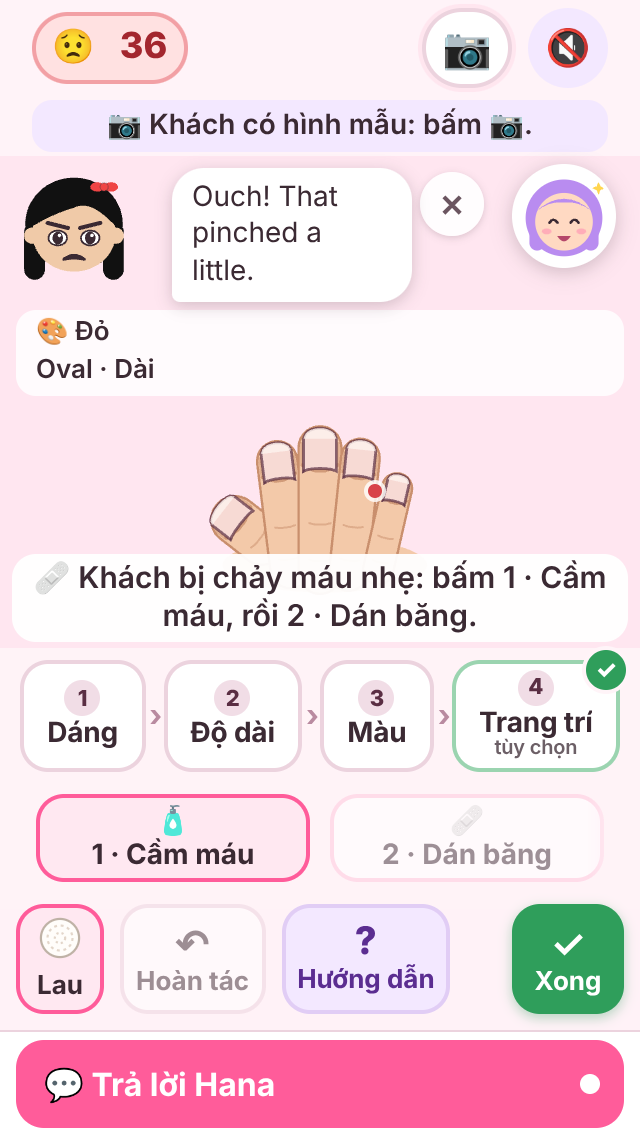 36
Khách có hình mẫu: bấm 📷.
Ouch! That
pinched a
little.
Đỏ
Oval · Dài
Khách bị chảy máu nhẹ: bấm 1 · Cầm
máu, rồi 2 · Dán băng.
1
Dáng
2
Độ dài
3
Màu
4
Trang trí
tùy chọn
1 · Cầm máu
2 · Dán băng
Lau
Hoàn tác
?
Hướng dẫn
Xong
Trả lời Hana